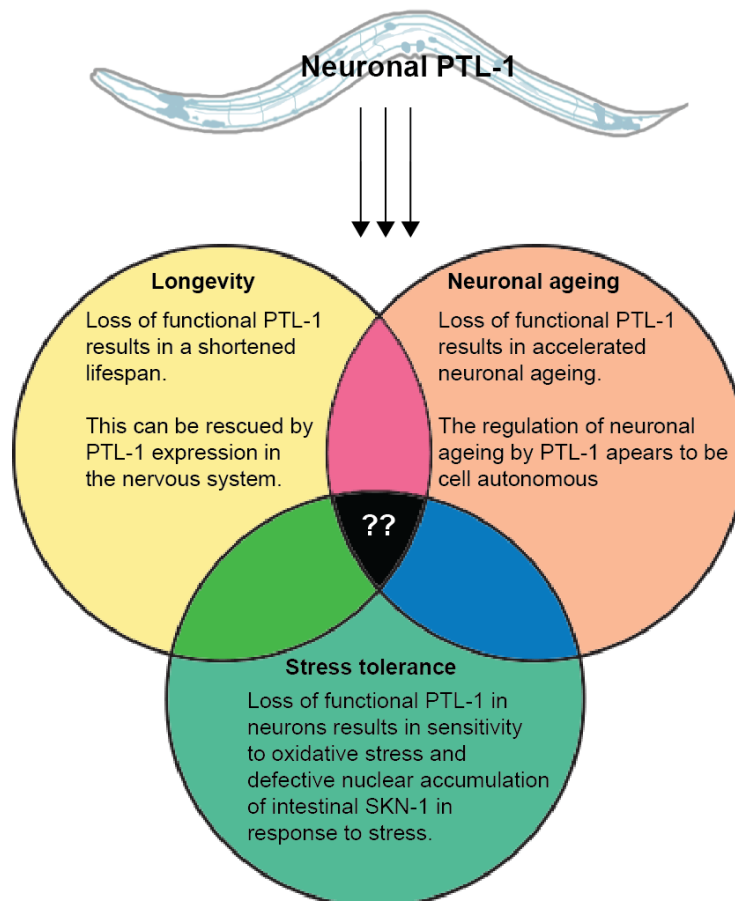 Neuronal PTL-1
Longevity
Loss of functional PTL-1
results in a shortened
lifespan.
This can be rescued by
PTL-1 expression in
the nervous system.
Neuronal ageing
Loss of functional PTL-1
results in accelerated
neuronal ageing.
The regulation of neuronal
ageing by PTL-1 apears to be
cell autonomous
??
Stress tolerance
Loss of functional PTL-1 in
neurons results in sensitivity
to oxidative stress and
defective nuclear accumulation
of intestinal SKN-1 in
response to stress.